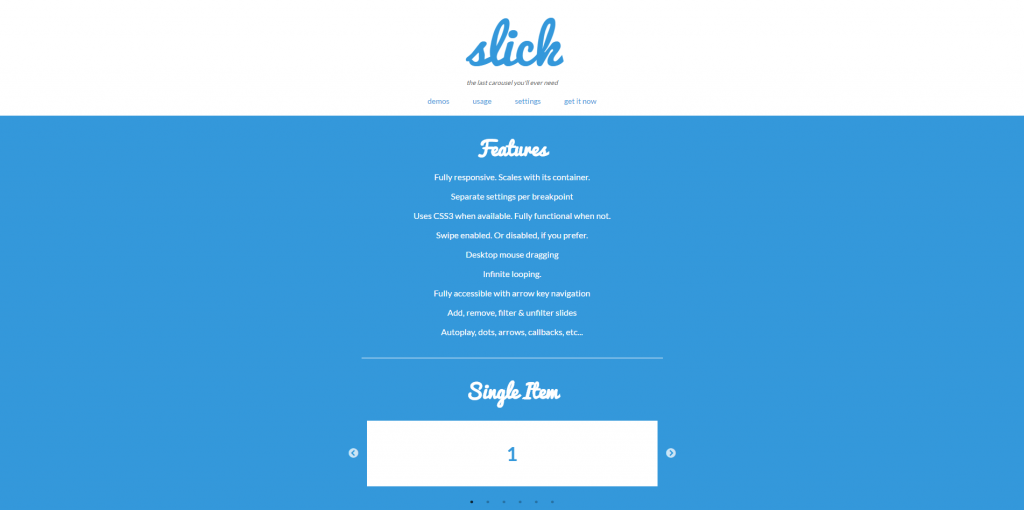 slick
the last carousel you'll ever need
demos usage settings get it now
Features
Fully responsive. Scales with its container.
Separate settings per breakpoint
Uses CSS3 when available. Fully functional when not.
Swipe enabled. Or disabled, if you prefer.
Desktop mouse dragging
Infinite looping.
Fully accessible with arrow key navigation
Add, remove, filter & unfilter slides
Autoplay, dots, arrows, callbacks, etc...
Single Item
1